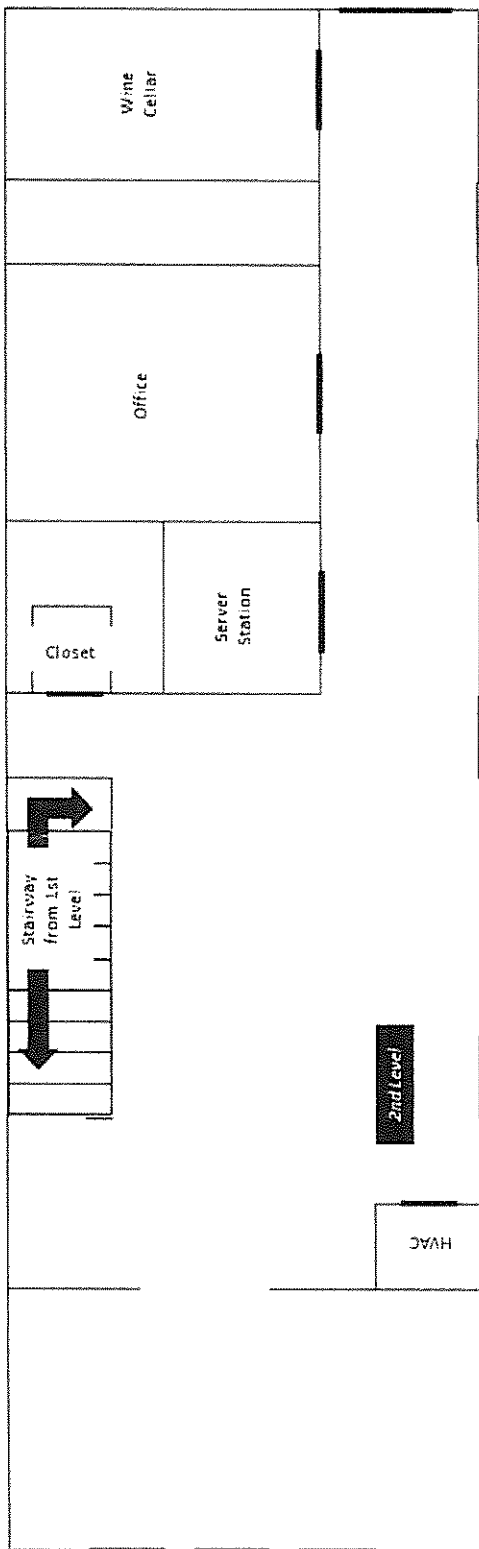 Wine
Cellar
Office
Server
Station
Closet
Stairway
from 1st
Level
2nd Level
HVAC